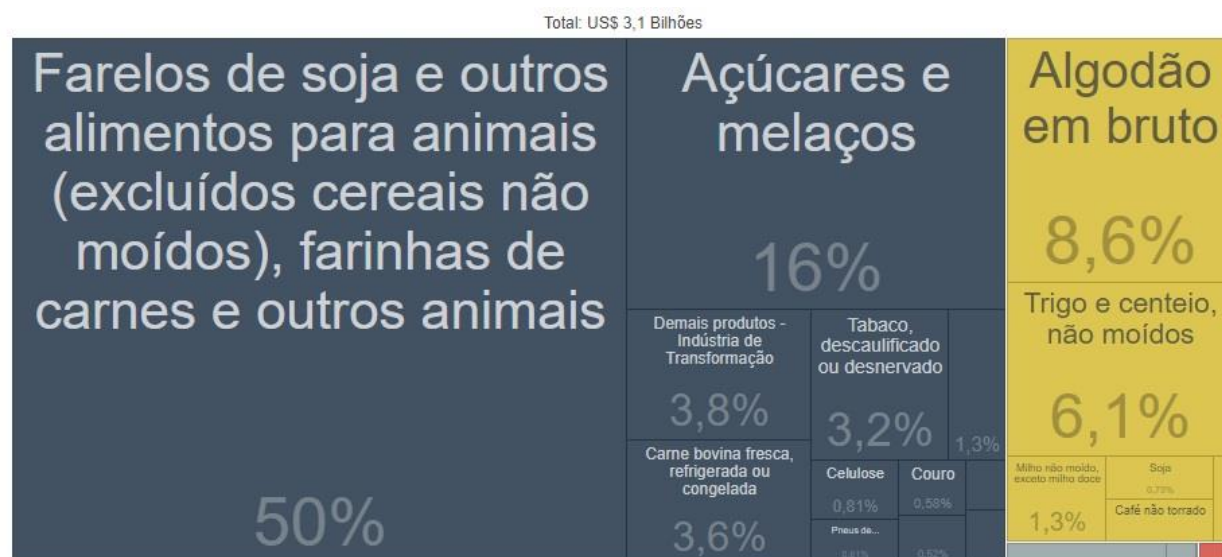 Total: US$ 3,1 Bilhões
Farelos de soja e outros
alimentos para animais
(excluídos cereais não
moídos), farinhas de
carnes e outros animais
50%
Açúcares e
melaços
16%
Demais produtos -
Indústria de
Transformação
3,8%
Carne bovina fresca,
refrigerada ou
congelada
3,6%
Tabaco,
descaulificado
ou desnervado
3,2%
1,3%
Celulose
0,81%
Couro
0,58%
Pneus de...
0,52%
Algodão
em bruto
8,6%
Trigo e centeio,
não moídos
6,1%
Milho não moído,
exceto milho doce
1,3%
Soja
Café não torrado